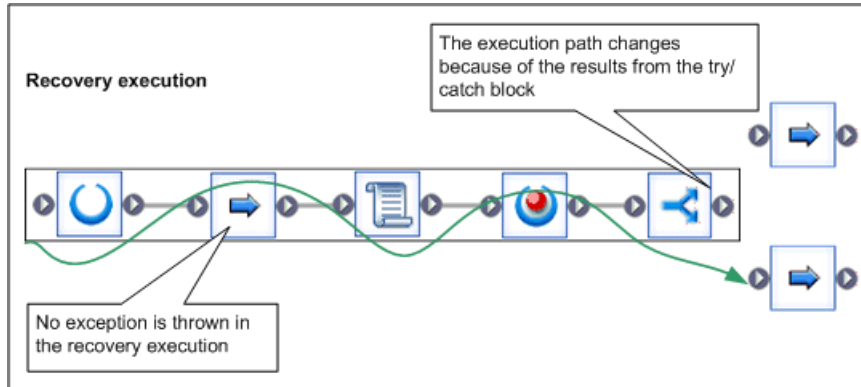 The execution path changes
because of the results from the try/
catch block
Recovery execution
No exception is thrown in
the recovery execution